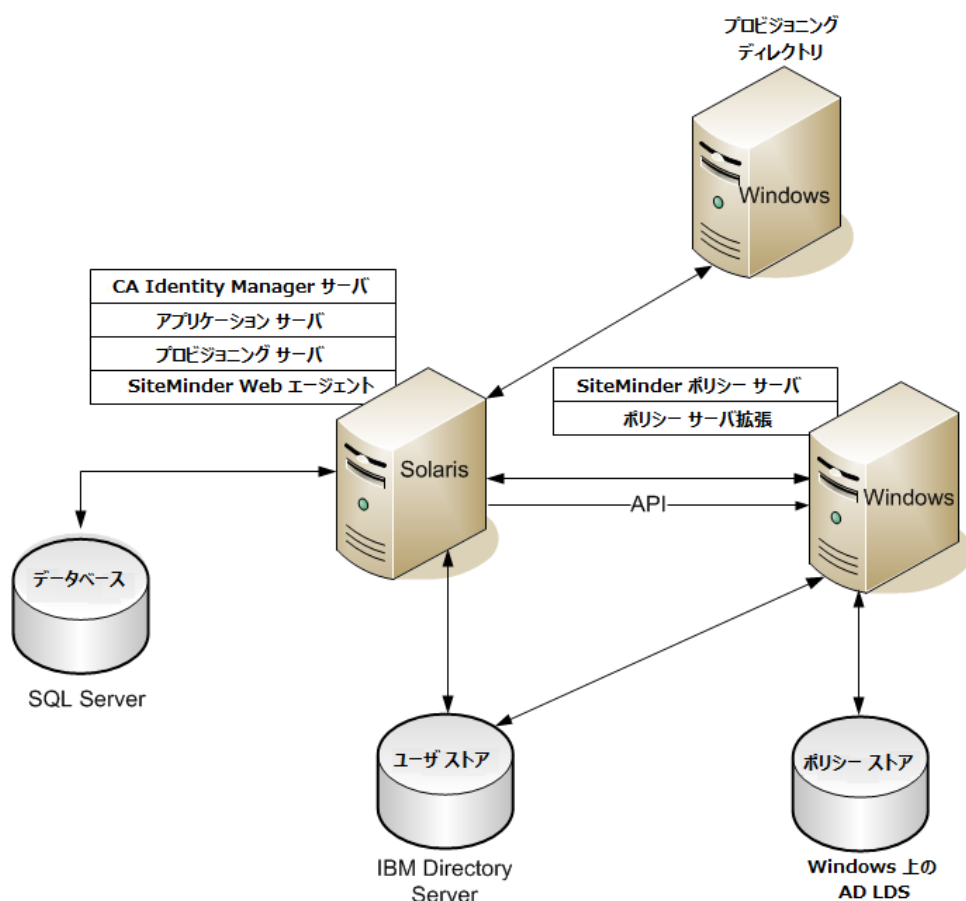 プロビジョニング
ディレクトリ
Windows
CA Identity Manager サーバ
アプリケーション サーバ
プロビジョニング サーバ
SiteMinder Web エージェント
SiteMinder ポリシー サーバ
ポリシー サーバ拡張
Solaris
Windows
API
データベース
SQL Server
ユーザ ストア
ポリシー ストア
IBM Directory
Server
Windows 上の
AD LDS